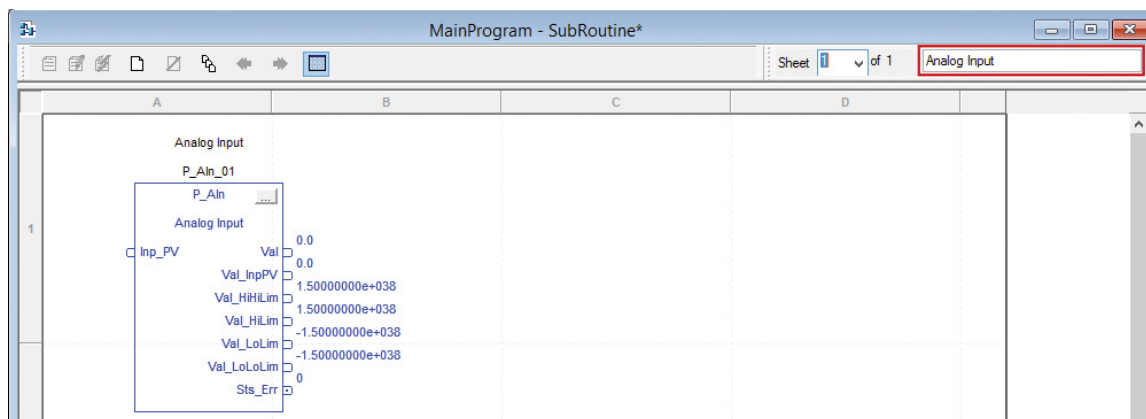 MainProgram - SubRoutine*
Sheet 1 of 1 Analog Input
A B C D
Analog Input
P_AIn_01
P_AIn ...
Analog Input
1
Inp_PV Val 0.0
Val_InpPV 0.0
Val_HiHiLim 1.50000000e+038
Val_HiLim 1.50000000e+038
Val_LoLim -1.50000000e+038
Val_LoLoLim -1.50000000e+038
Sts_Err 0